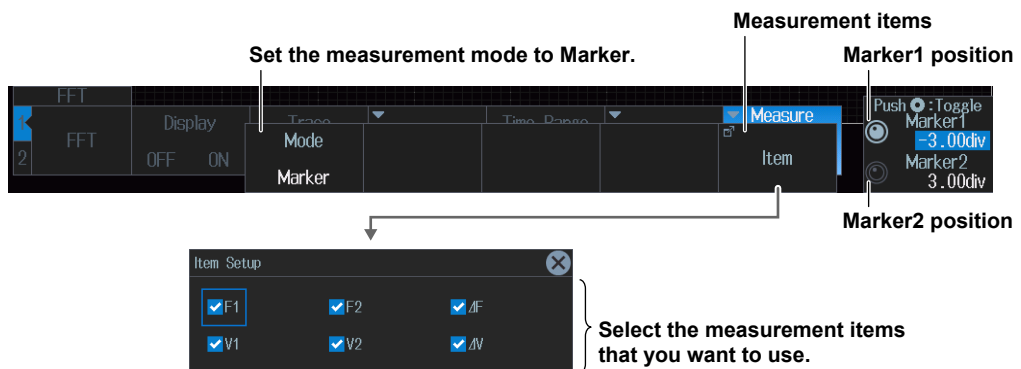 Measurement items
Set the measurement mode to Marker.
Marker1 position
FFT
1
FFT
2
Display
OFF ON
Trace
Time Range
Measure
Mode
Marker
Item
Push :Toggle
Marker1
-3.00div
Marker2
3.00div
Marker2 position
Item Setup
F1 F2 ΔF
V1 V2 ΔV
Select the measurement items
that you want to use.